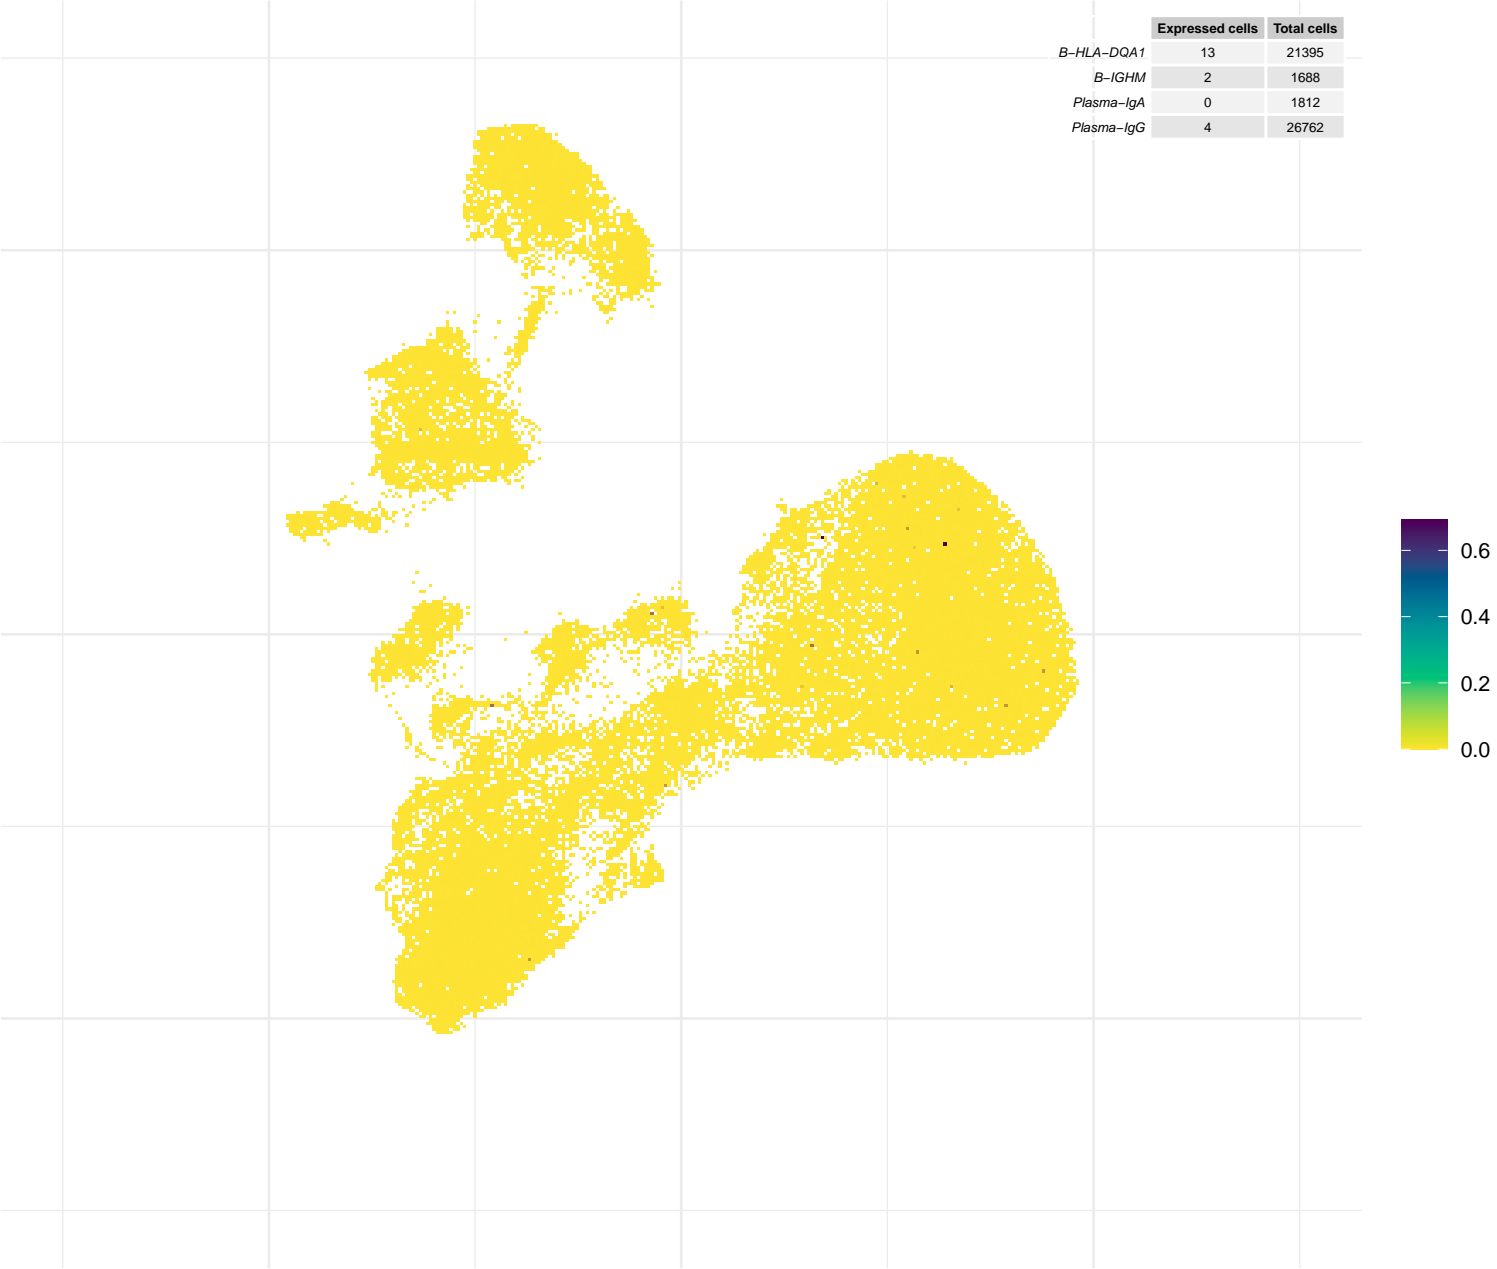 Expressed cells Total cells
B−HLA−DQA1 13 21395
B−IGHM 2 1688
Plasma−IgA 0 1812
Plasma−IgG 4 26762
0.6
0.4
0.2
0.0